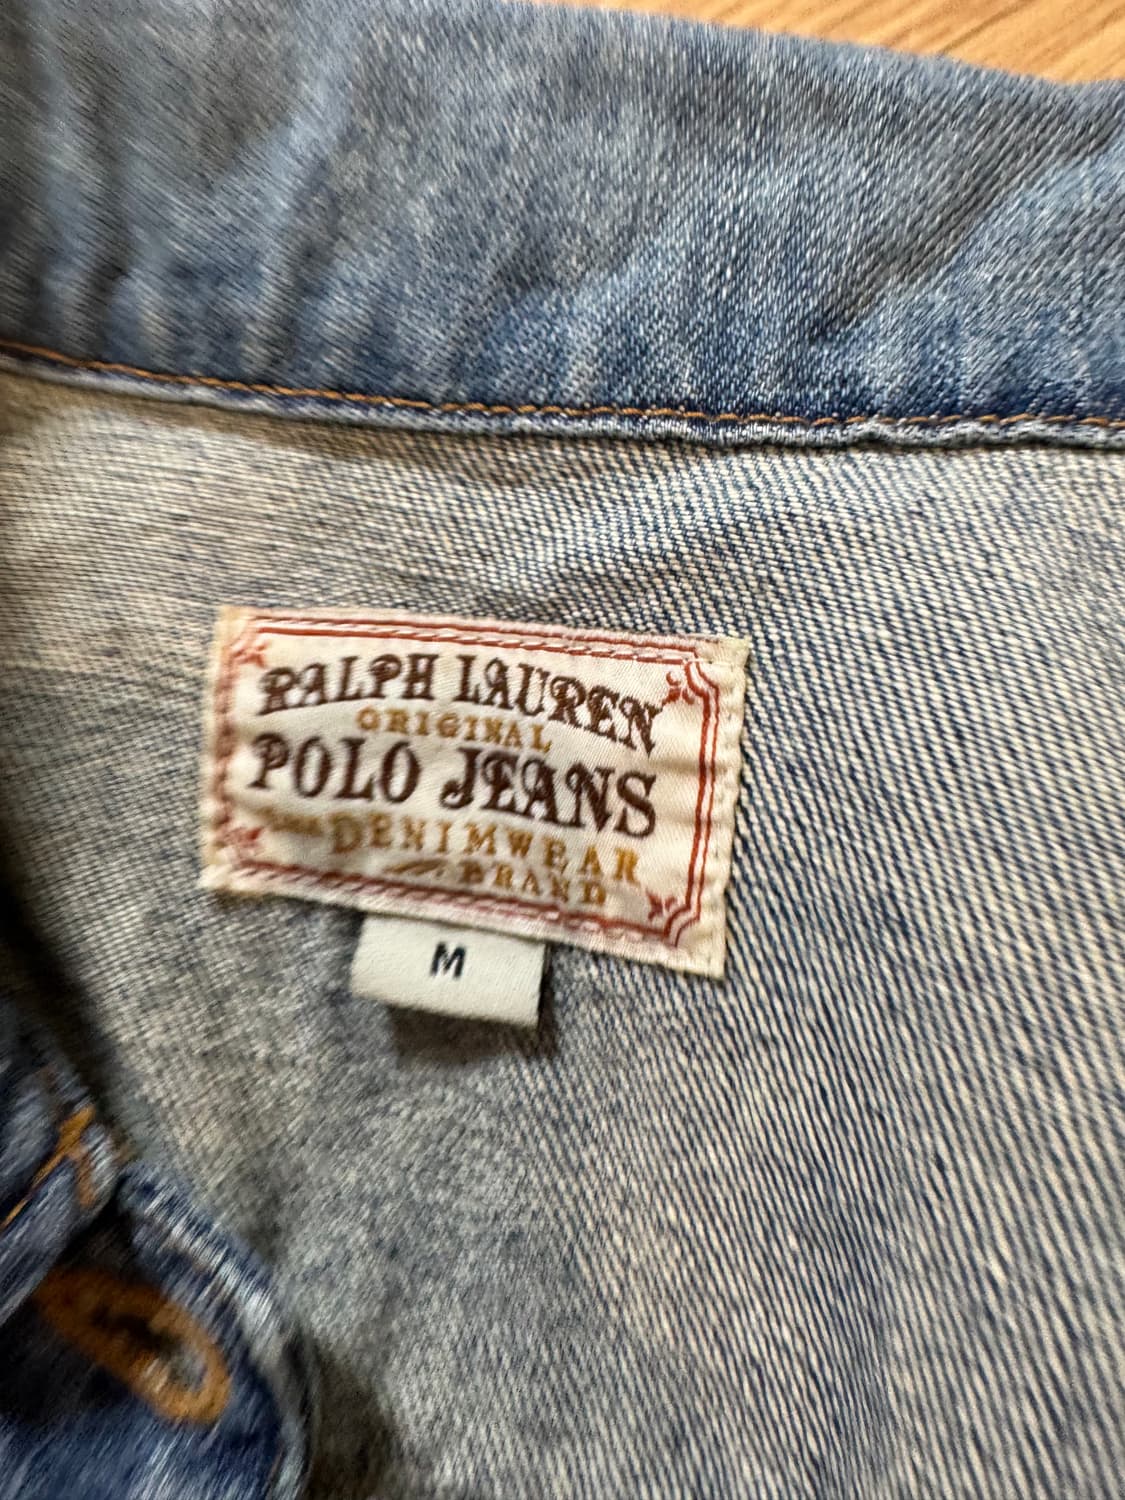 RALPH LAUREN
ORIGINAL
POLO JEANS
DENIMWEAR
BRAND
M